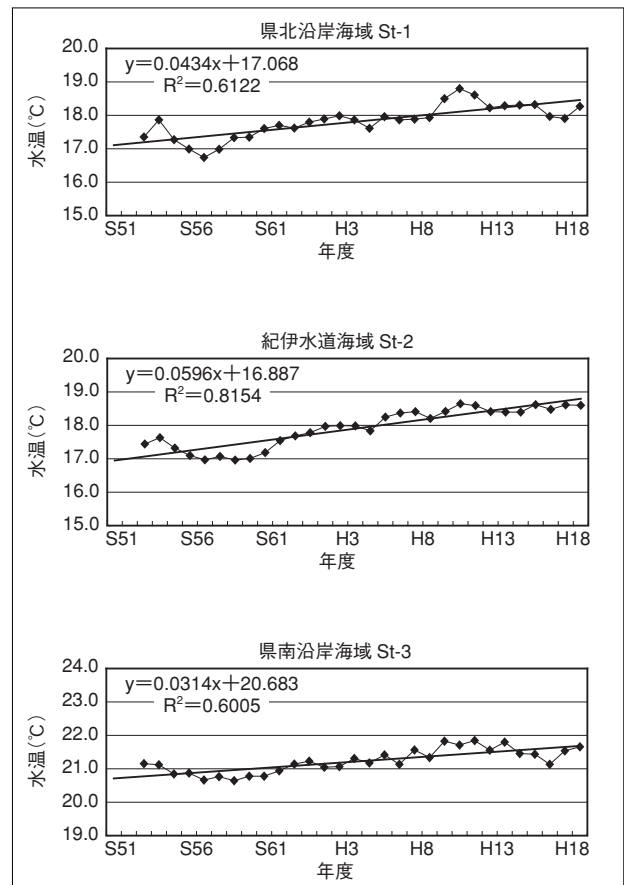 県北沿岸海域 St-1
20.0
y=0.0434x+17.068
R²=0.6122
19.0
18.0
17.0
16.0
15.0
水温(℃)
S51 S56 S61 H3 H8 H13 H18
年度
紀伊水道海域 St-2
20.0
y=0.0596x+16.887
R²=0.8154
19.0
18.0
17.0
16.0
15.0
水温(℃)
S51 S56 S61 H3 H8 H13 H18
年度
県南沿岸海域 St-3
24.0
y=0.0314x+20.683
R²=0.6005
23.0
22.0
21.0
20.0
19.0
水温(℃)
S51 S56 S61 H3 H8 H13 H18
年度